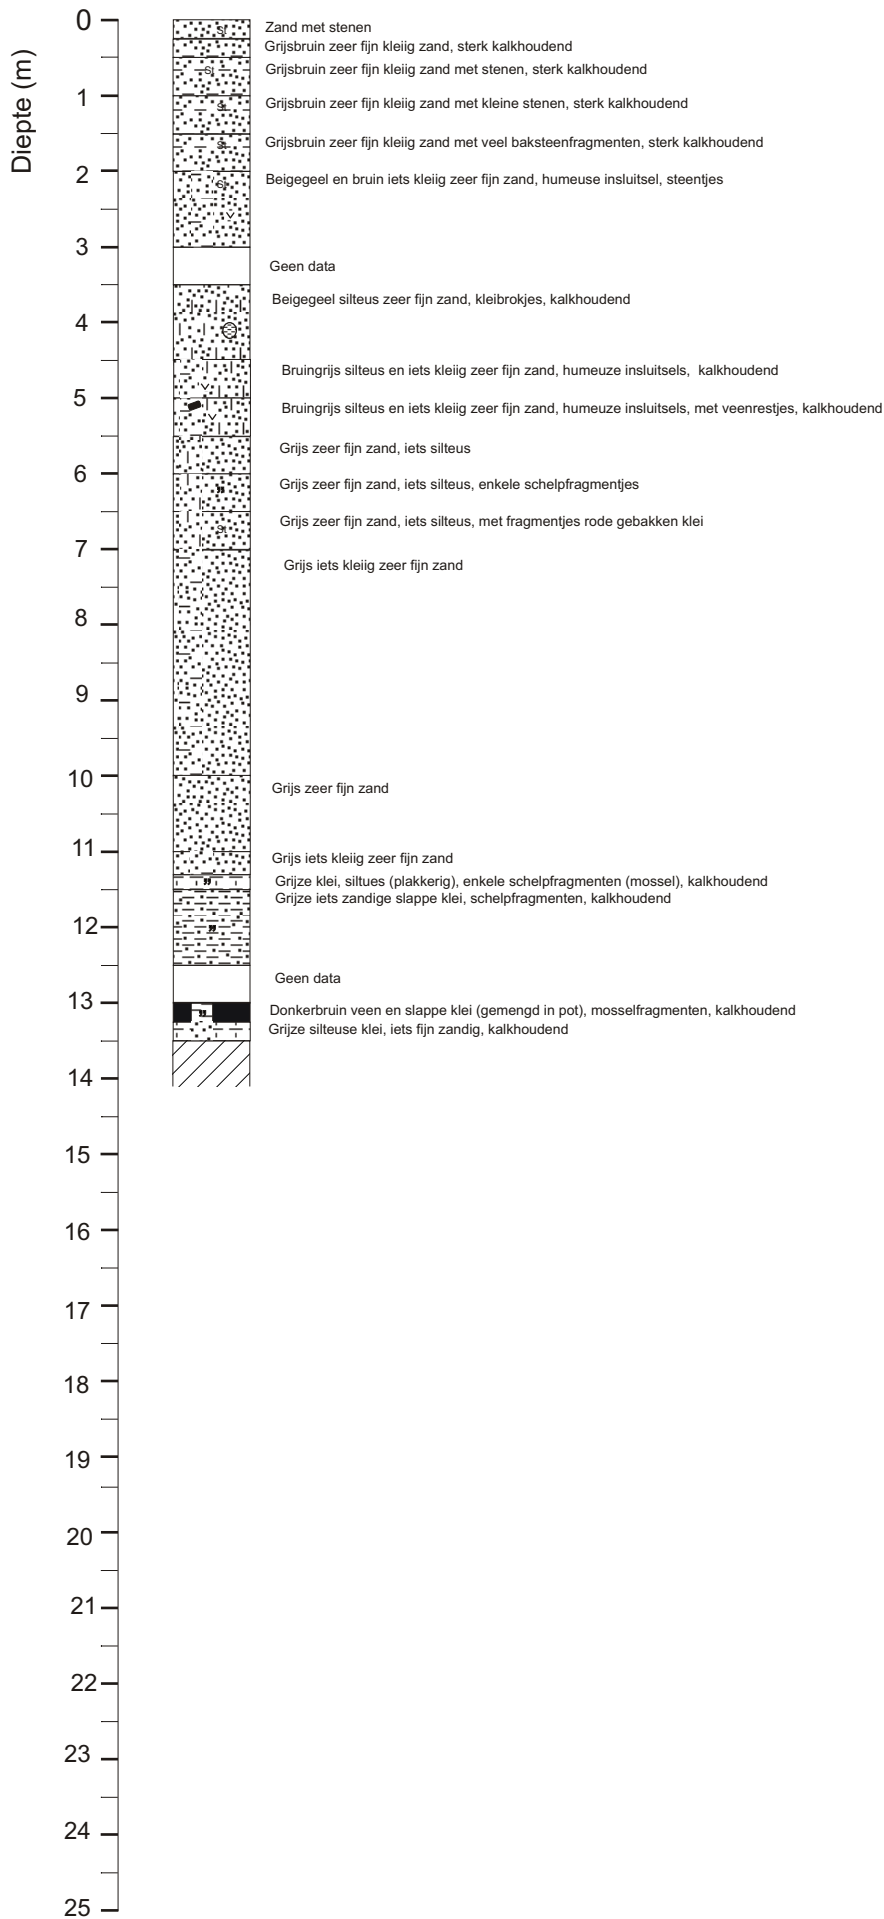 Diepte (m)
0
Zand met stenen
St
Grijsbruin zeer fijn kleiig zand, sterk kalkhoudend
Grijsbruin zeer fijn kleiig zand met stenen, sterk kalkhoudend
St
1
Grijsbruin zeer fijn kleiig zand met kleine stenen, sterk kalkhoudend
St
Grijsbruin zeer fijn kleiig zand met veel baksteenfragmenten, sterk kalkhoudend
St
2
Beigegeel en bruin iets kleiig zeer fijn zand, humeuse insluitsel, steentjes
St
3
Geen data
Beigegeel silteus zeer fijn zand, kleibrokjes, kalkhoudend
4
Bruingrijs silteus en iets kleiig zeer fijn zand, humeuze insluitsels, kalkhoudend
5
Bruingrijs silteus en iets kleiig zeer fijn zand, humeuze insluitsels, met veenrestjes, kalkhoudend
Grijs zeer fijn zand, iets silteus
6
Grijs zeer fijn zand, iets silteus, enkele schelpfragmentjes
Grijs zeer fijn zand, iets silteus, met fragmentjes rode gebakken klei
St
7
Grijs iets kleiig zeer fijn zand
8
9
10
Grijs zeer fijn zand
11
Grijs iets kleiig zeer fijn zand
Grijze klei, siltues (plakkerig), enkele schelpfragmenten (mossel), kalkhoudend
Grijze iets zandige slappe klei, schelpfragmenten, kalkhoudend
12
Geen data
13
Donkerbruin veen en slappe klei (gemengd in pot), mosselfragmenten, kalkhoudend
Grijze silteuse klei, iets fijn zandig, kalkhoudend
14
15
16
17
18
19
20
21
22
23
24
25